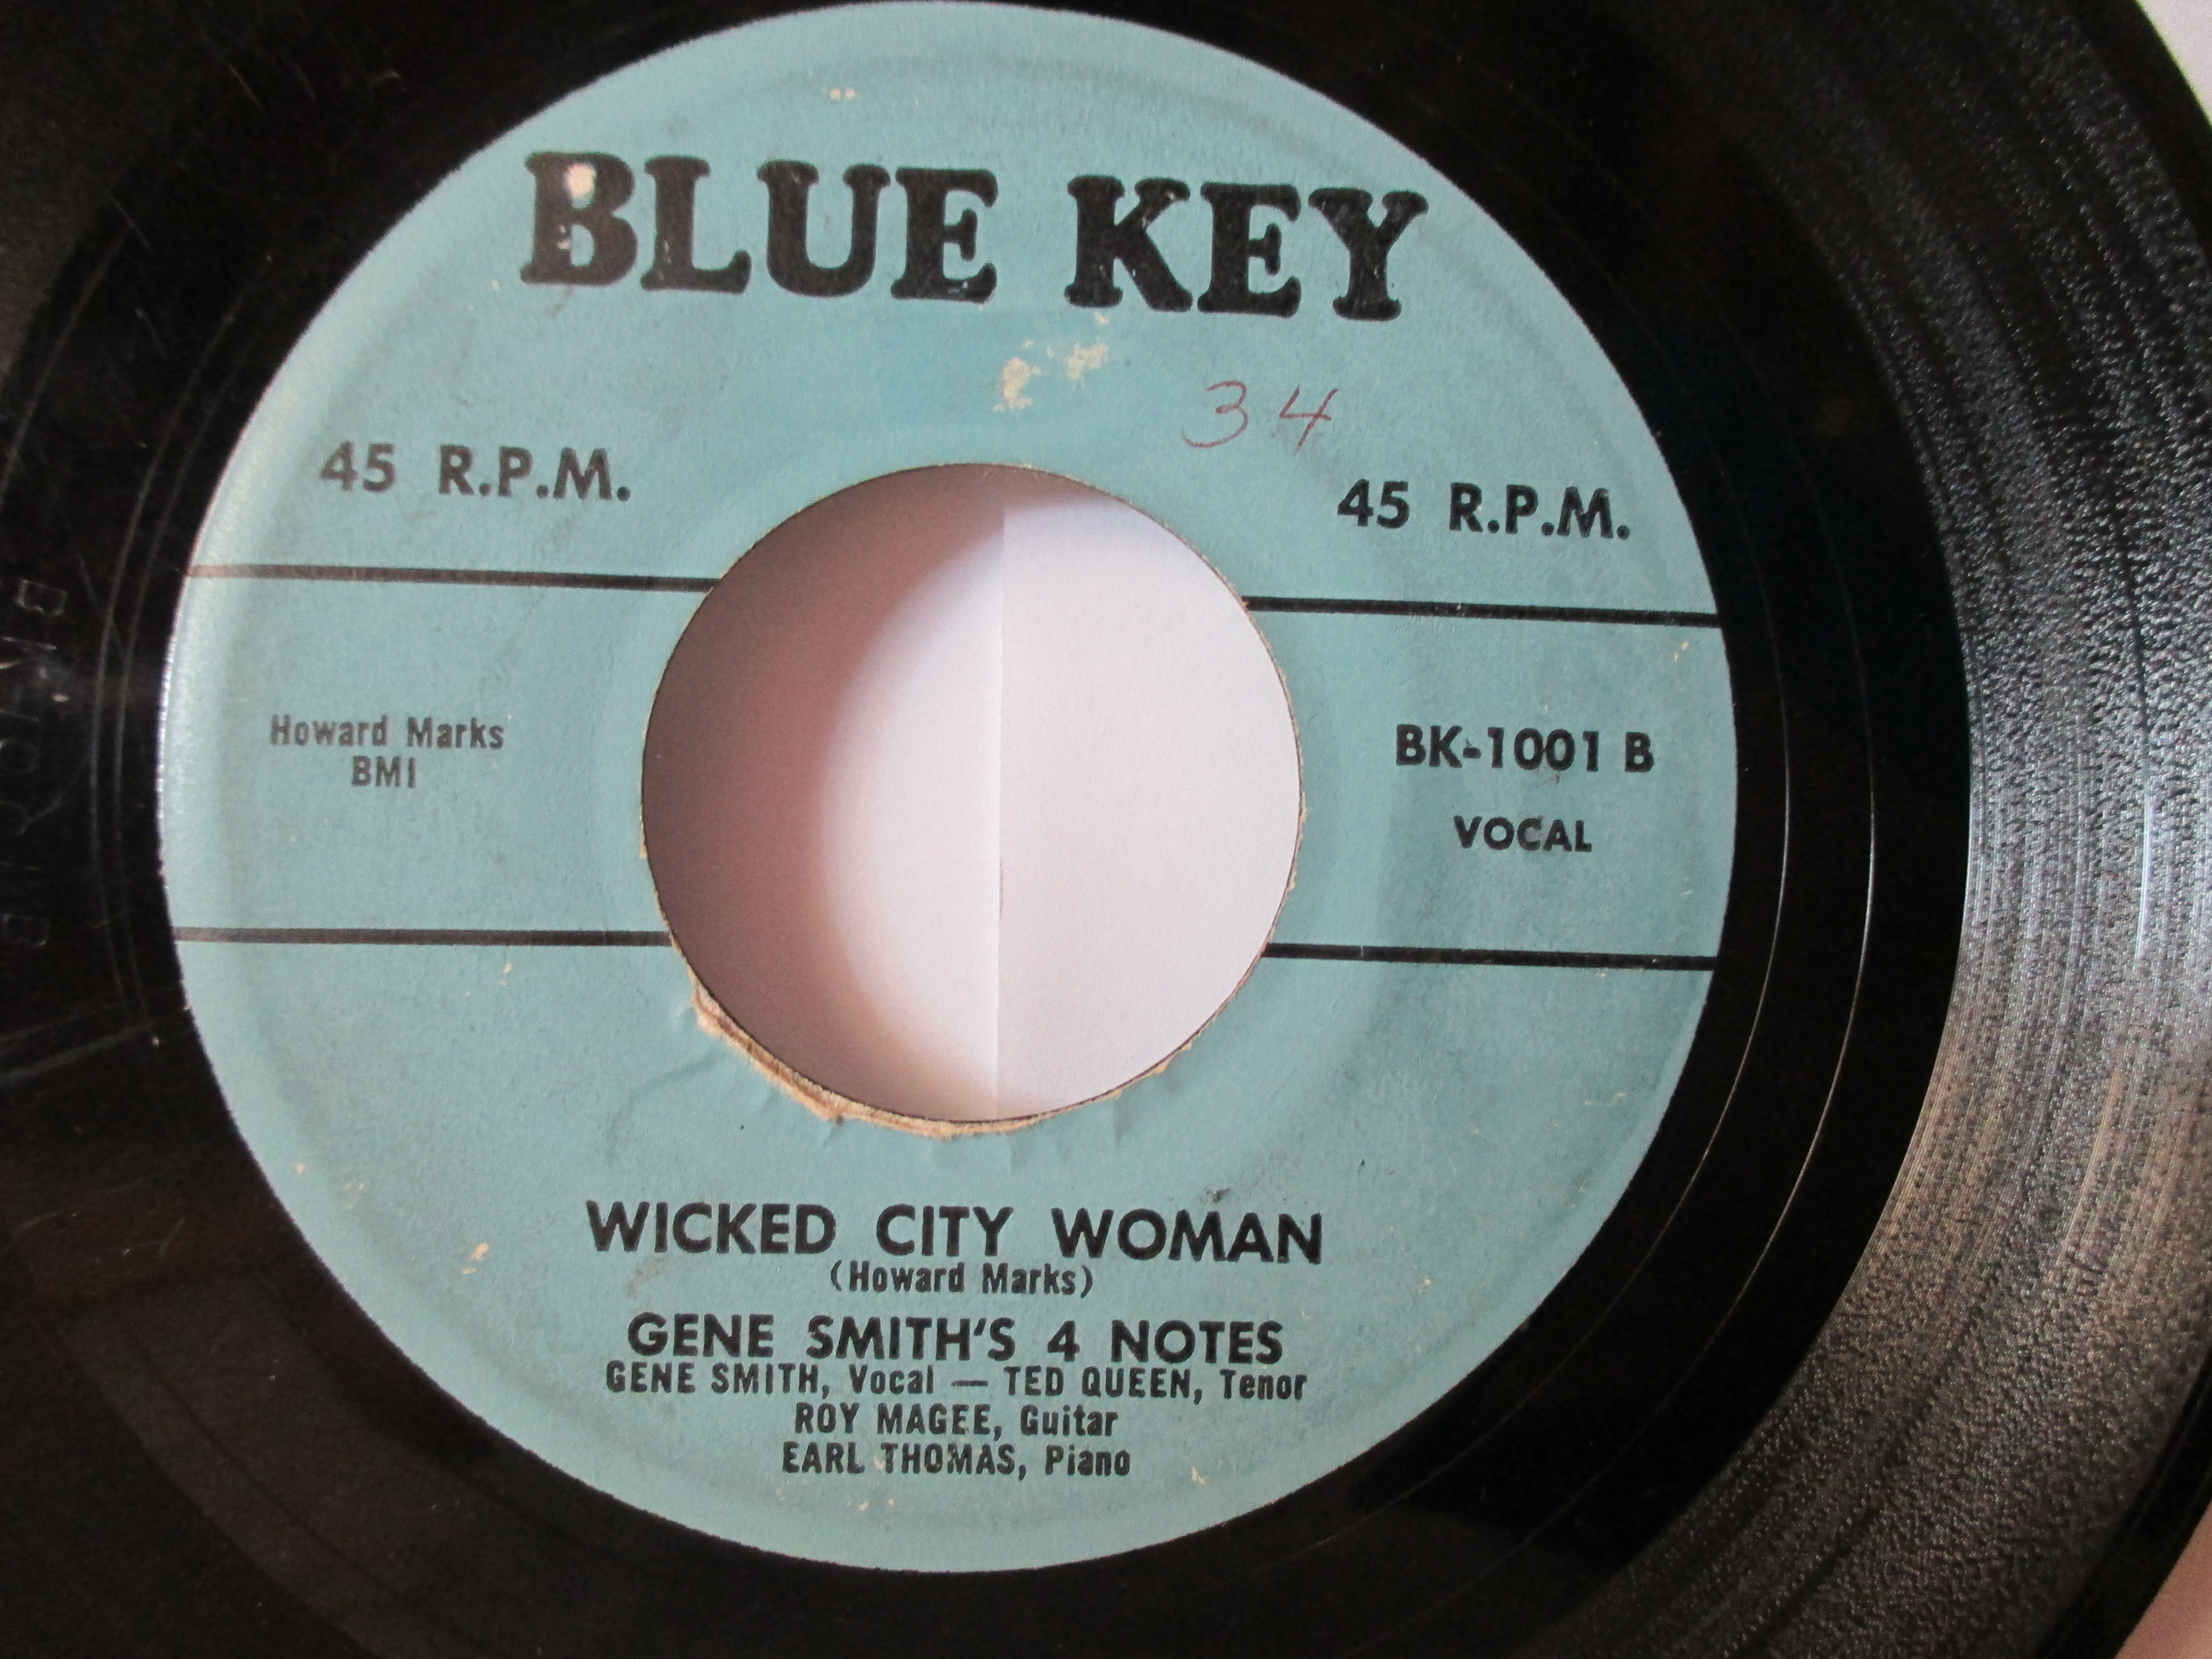 BLUE KEY
34
45 R.P.M. 45 R.P.M.
Howard Marks
BMI
BK-1001 B
VOCAL
WICKED CITY WOMAN
(Howard Marks)
GENE SMITH'S 4 NOTES
GENE SMITH, Vocal — TED QUEEN, Tenor
ROY MAGEE, Guitar
EARL THOMAS, Piano